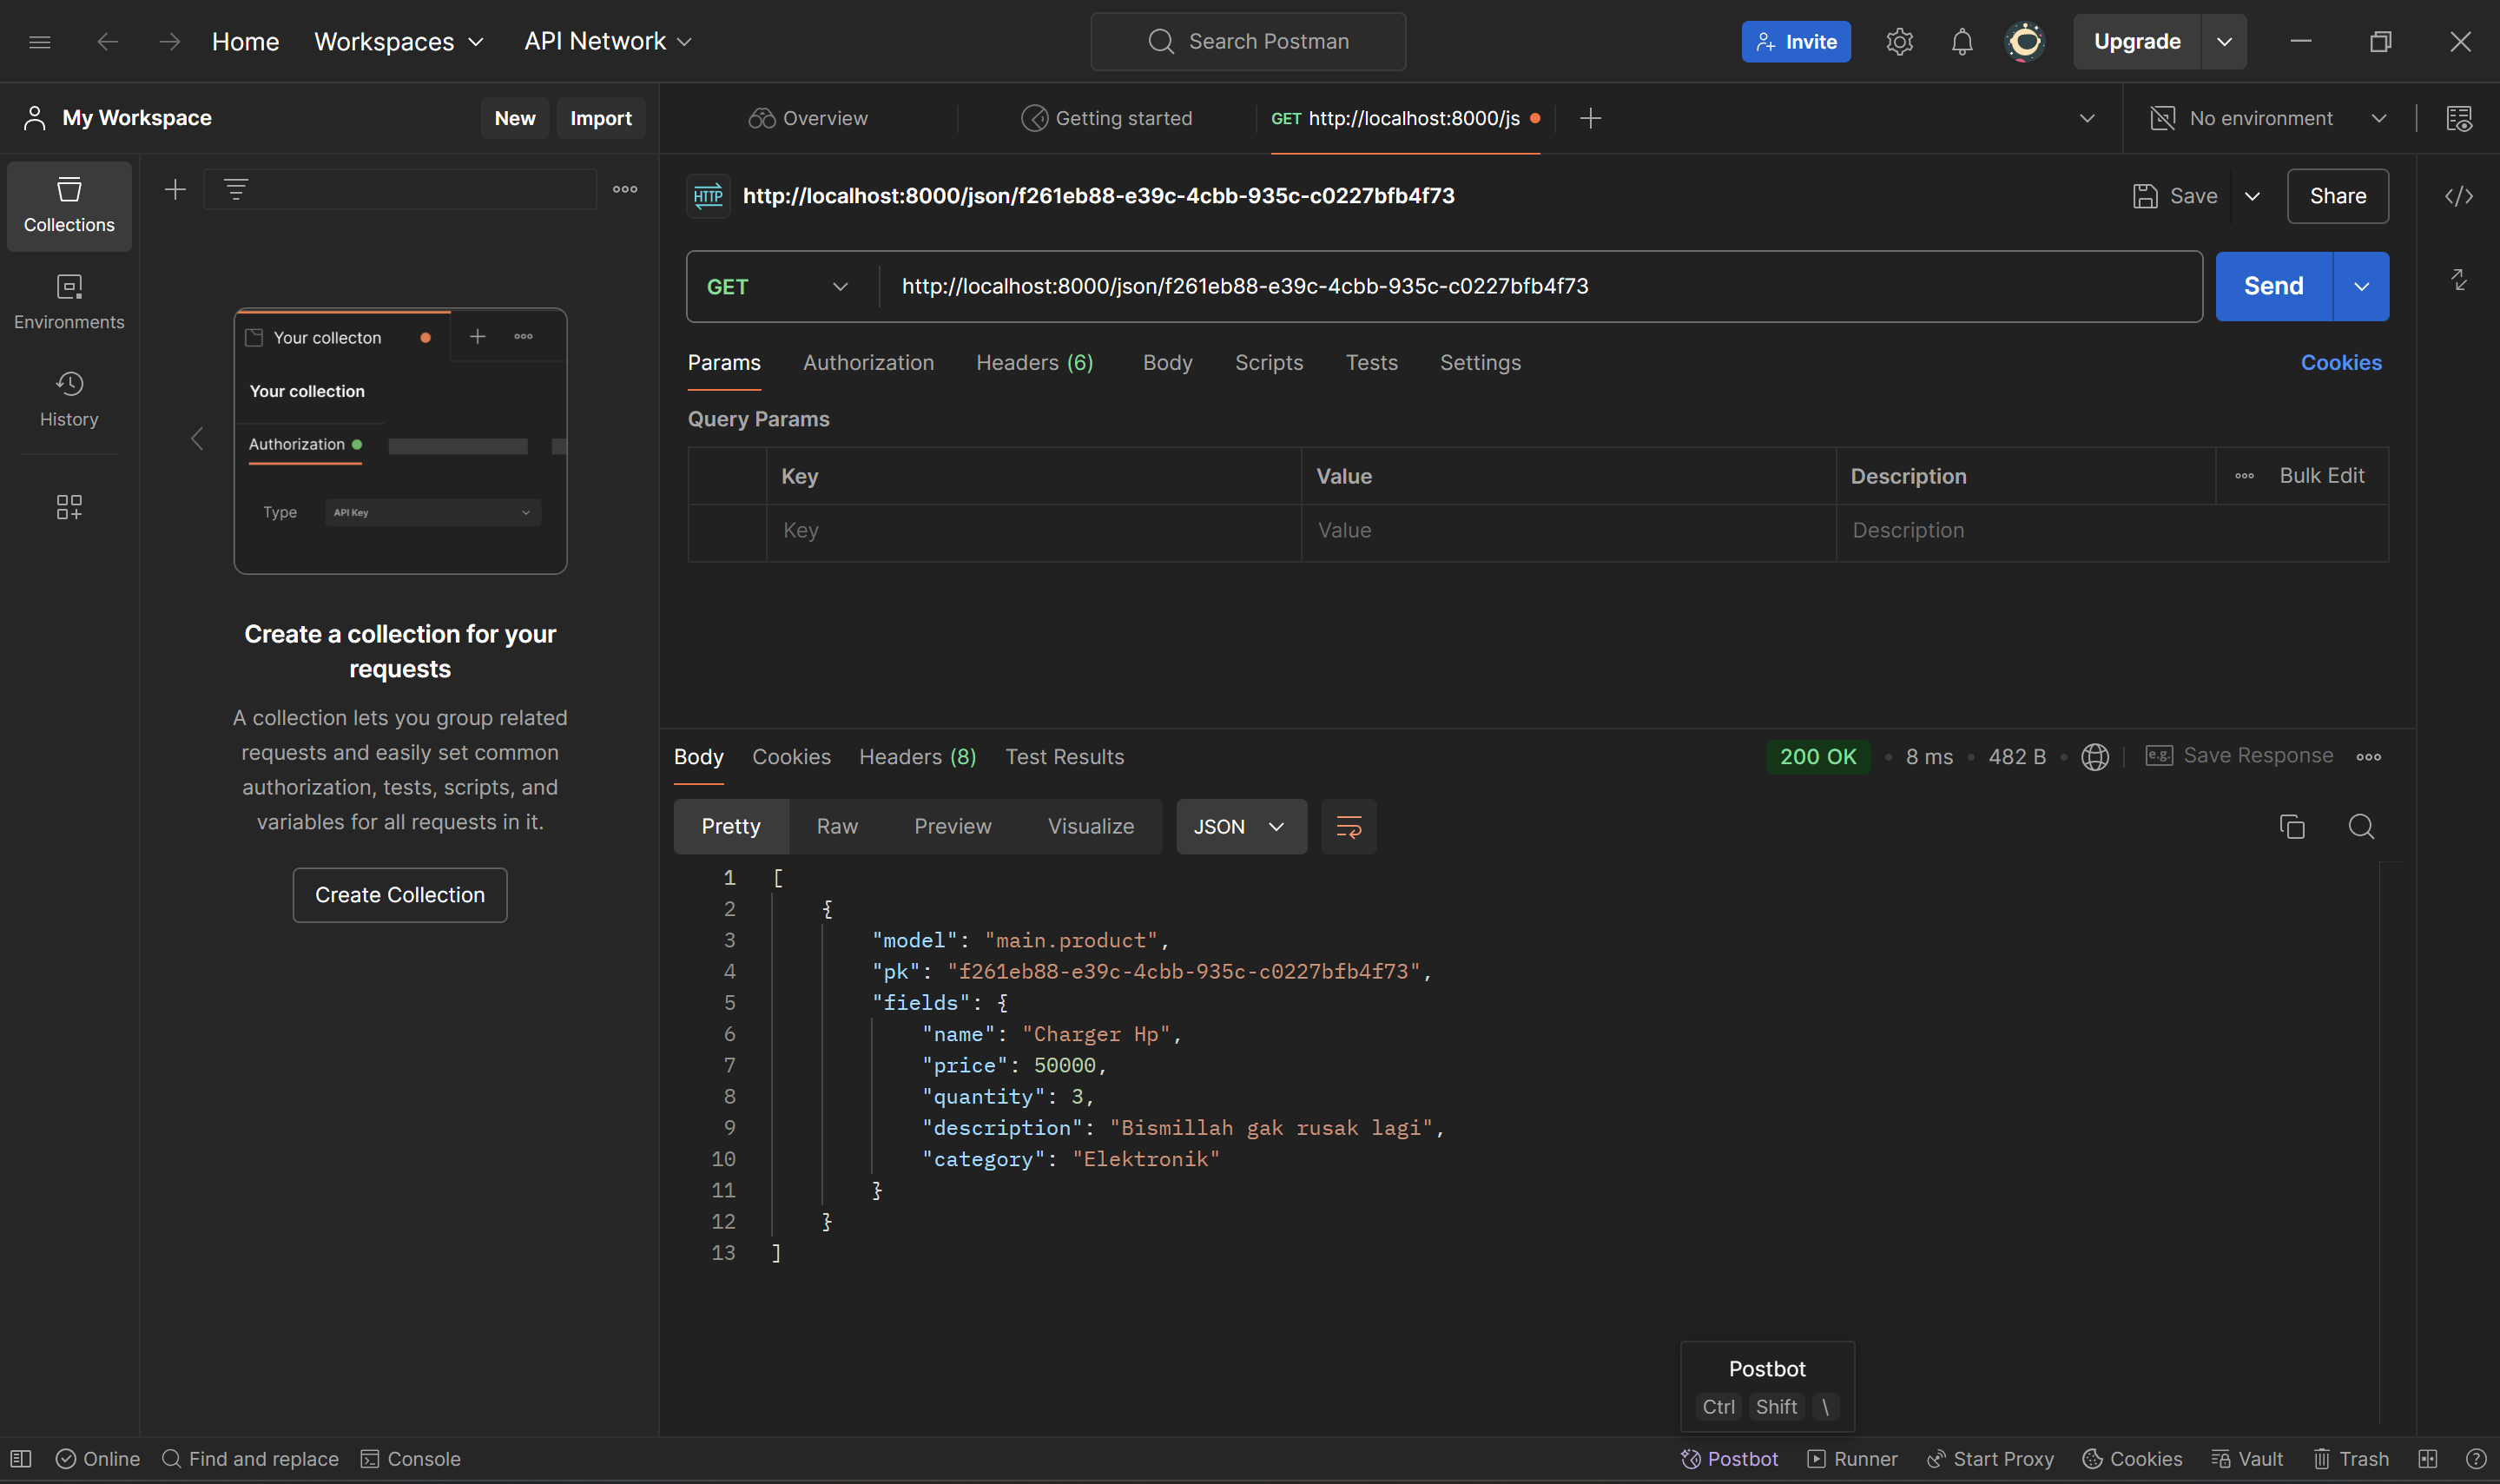 Home Workspaces API Network Search Postman Invite Upgrade
My Workspace New Import
Overview Getting started GET http://localhost:8000/js No environment
Collections
Environments
History
Your collecton
Your collection
Authorization
Type API Key
Create a collection for your
requests
A collection lets you group related
requests and easily set common
authorization, tests, scripts, and
variables for all requests in it.
Create Collection
HTTP http://localhost:8000/json/f261eb88-e39c-4cbb-935c-c0227bfb4f73 Save Share
GET http://localhost:8000/json/f261eb88-e39c-4cbb-935c-c0227bfb4f73 Send
Params Authorization Headers (6) Body Scripts Tests Settings Cookies
Query Params
Key Value Description Bulk Edit
Key Value Description
Body Cookies Headers (8) Test Results 200 OK • 8 ms • 482 B • e.g. Save Response
Pretty Raw Preview Visualize JSON
1 [
2 {
3 "model": "main.product",
4 "pk": "f261eb88-e39c-4cbb-935c-c0227bfb4f73",
5 "fields": {
6 "name": "Charger Hp",
7 "price": 50000,
8 "quantity": 3,
9 "description": "Bismillah gak rusak lagi",
10 "category": "Elektronik"
11 }
12 }
13 ]
Postbot
Ctrl Shift \
Online Find and replace Console Postbot Runner Start Proxy Cookies Vault Trash